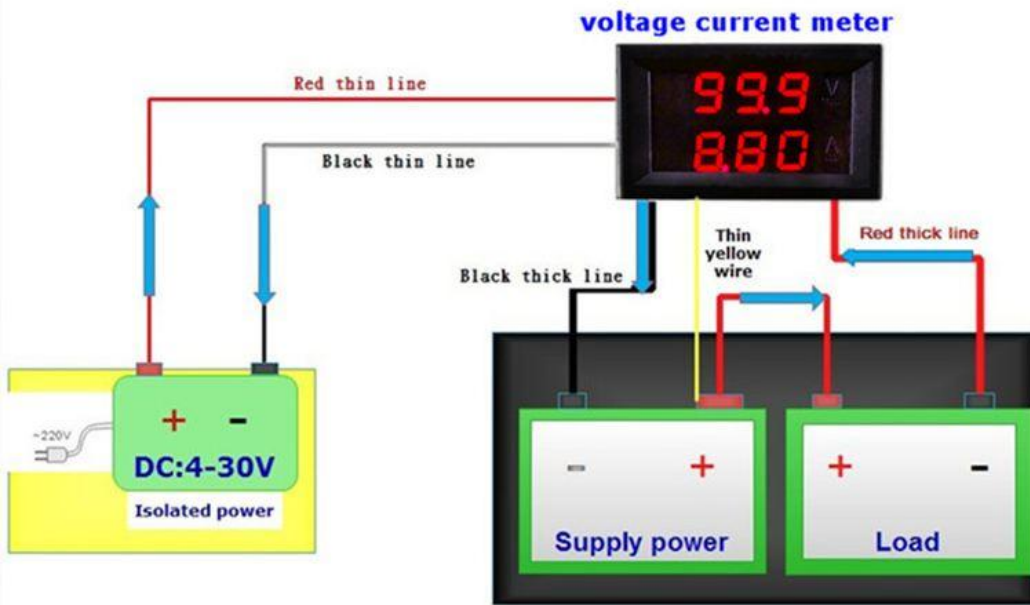 voltage current meter
Red thin line
99.9 V
Black thin line
8.80 A
Thin
yellow
wire
Red thick line
Black thick line
~220V
+ -
DC:4-30V
Isolated power
- +
Supply power
+ -
Load